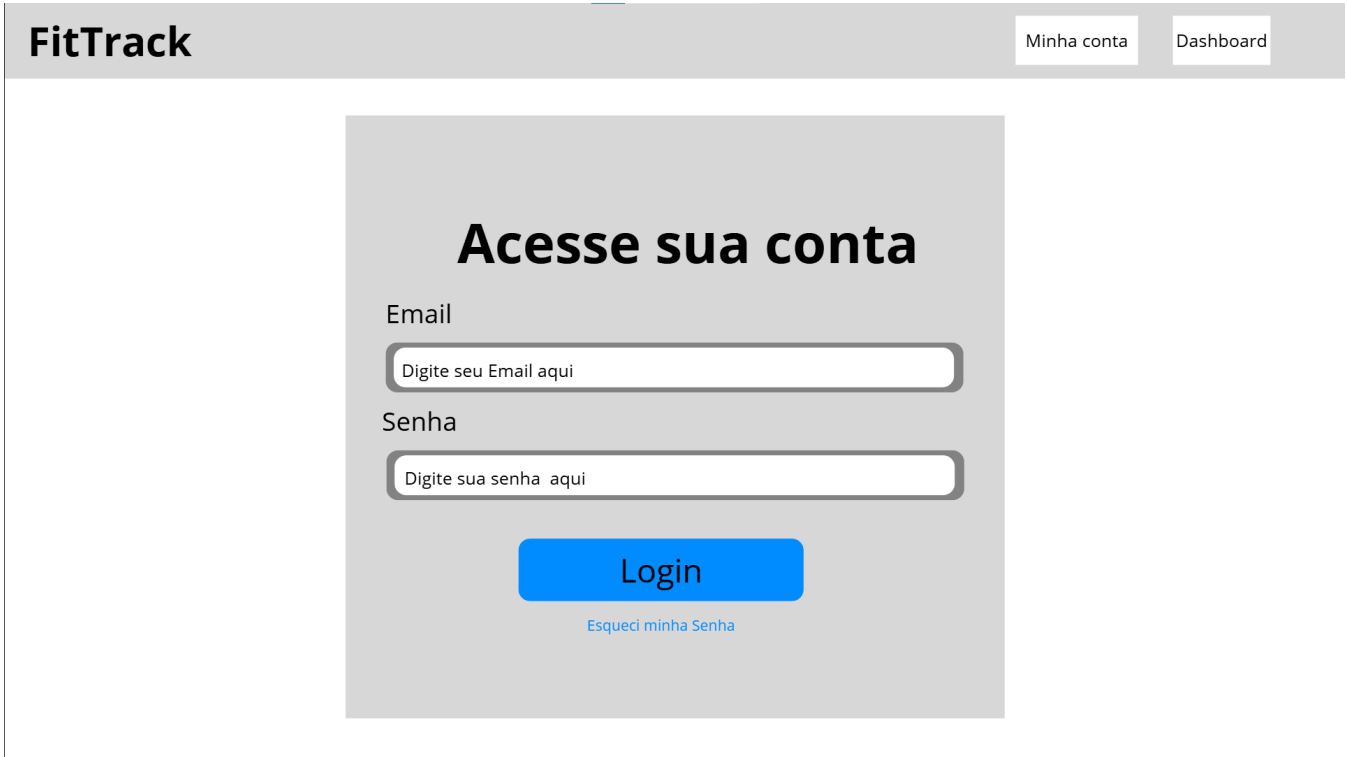 FitTrack
Minha conta
Dashboard
Acesse sua conta
Email
Digite seu Email aqui
Senha
Digite sua senha  aqui
Login
Esqueci minha Senha